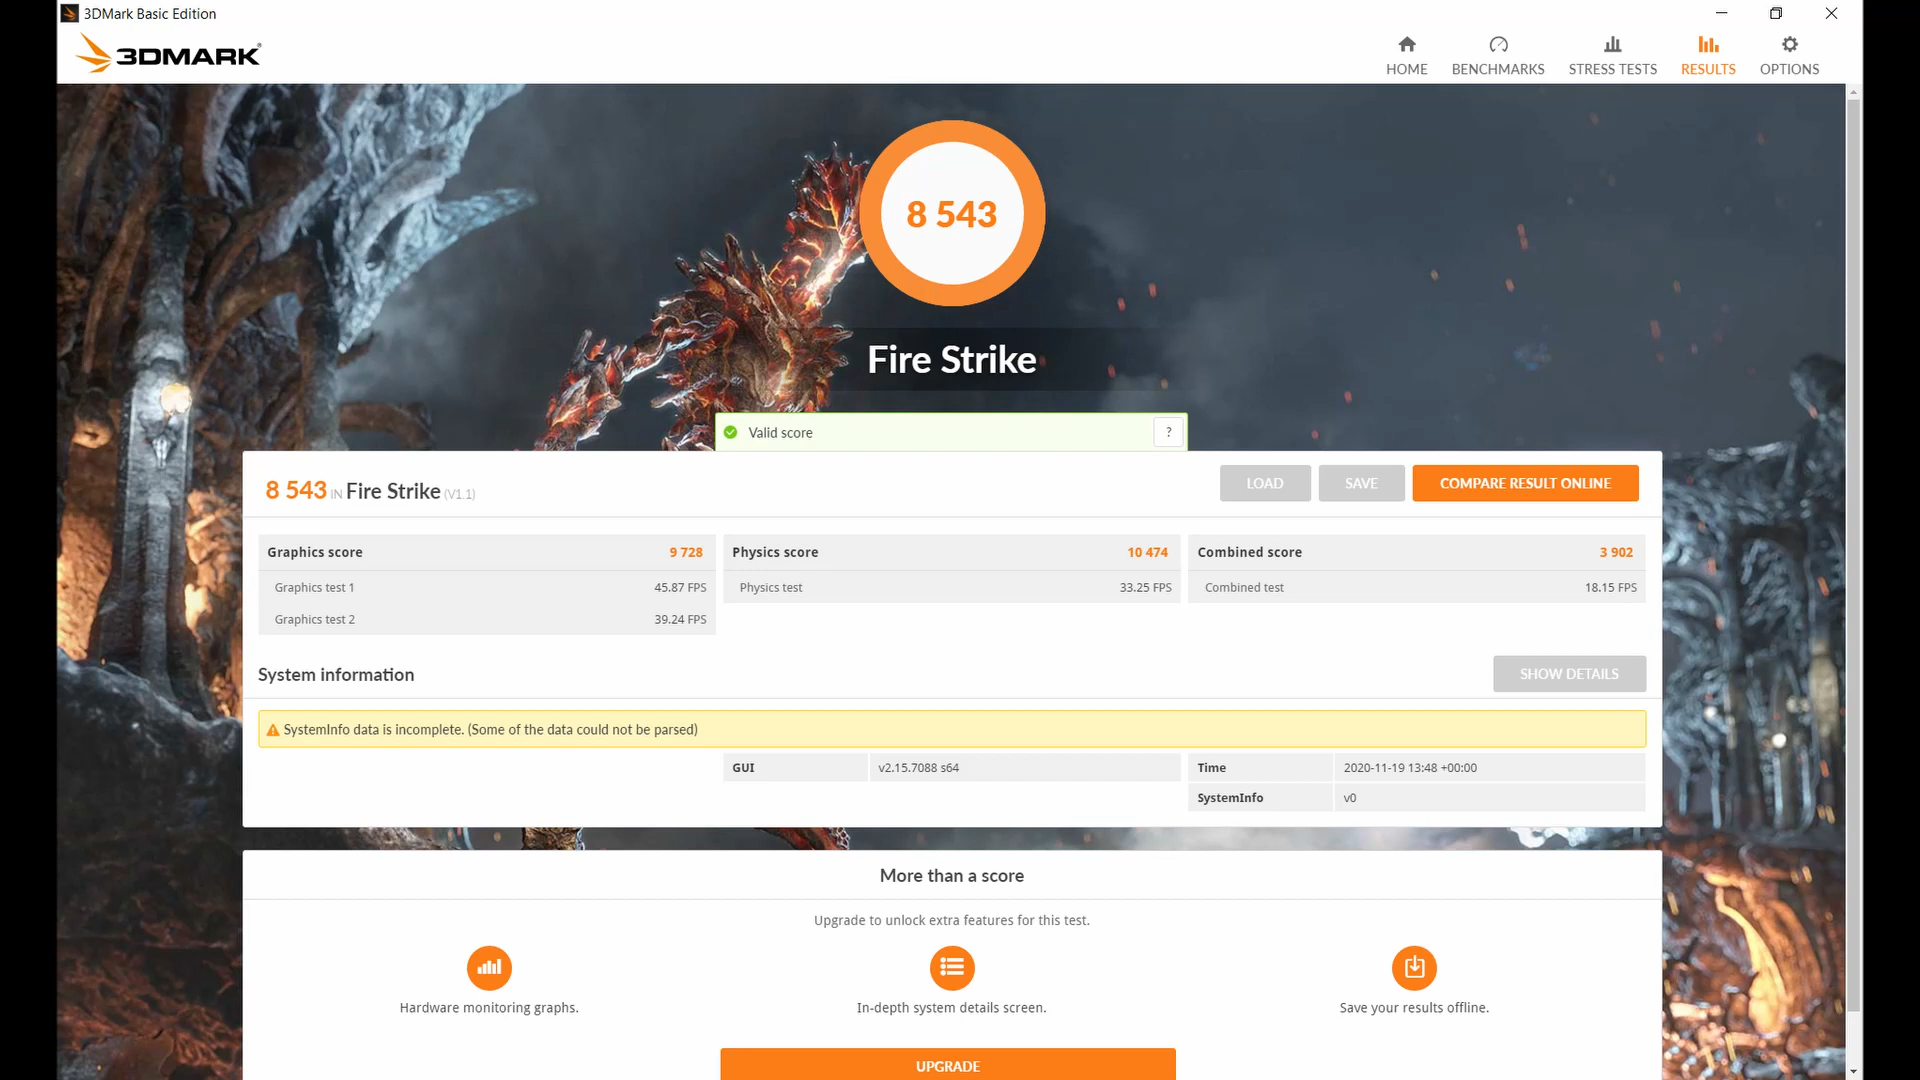 3DMark Basic Edition
3DMARK
HOME
BENCHMARKS
STRESS TESTS
RESULTS
OPTIONS
8 543
Fire Strike
Valid score
?
8 543 IN Fire Strike (V1.1)
LOAD
SAVE
COMPARE RESULT ONLINE
Graphics score 9 728
Graphics test 1 45.87 FPS
Graphics test 2 39.24 FPS
Physics score 10 474
Physics test 33.25 FPS
Combined score 3 902
Combined test 18.15 FPS
System information
SHOW DETAILS
SystemInfo data is incomplete. (Some of the data could not be parsed)
GUI v2.15.7088 s64
Time 2020-11-19 13:48 +00:00
SystemInfo v0
More than a score
Upgrade to unlock extra features for this test.
Hardware monitoring graphs.
In-depth system details screen.
Save your results offline.
UPGRADE